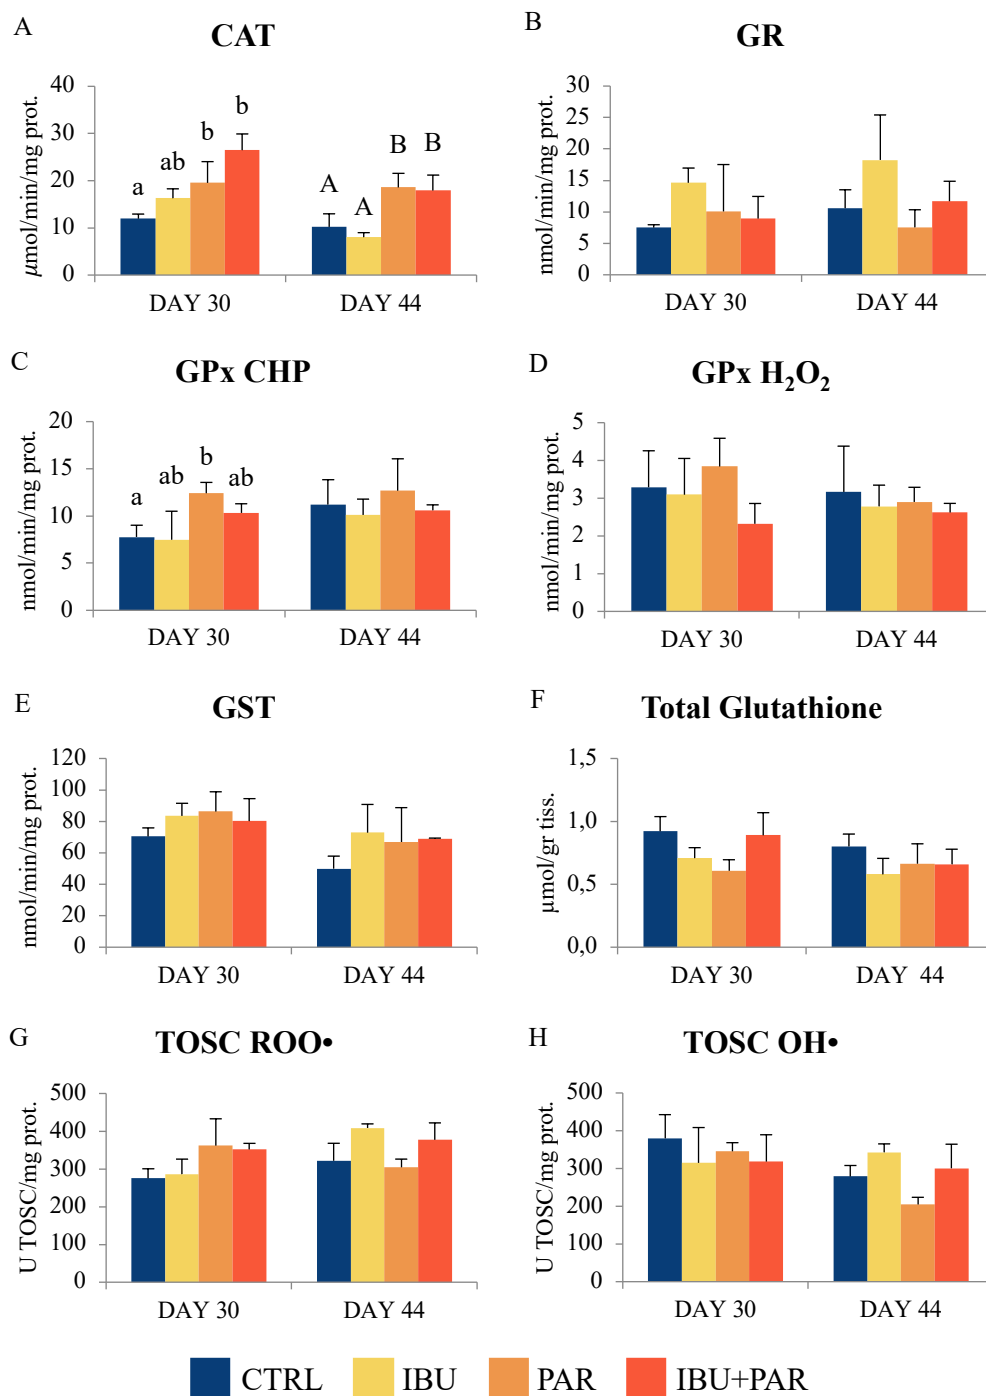 A
CAT
μmol/min/mg prot.
40
30
20
10
0
a
ab
b
b
A
A
B
B
DAY 30
DAY 44
B
GR
nmol/min/mg prot.
30
25
20
15
10
5
0
DAY 30
DAY 44
C
GPx CHP
nmol/min/mg prot.
20
15
10
5
0
a
ab
b
ab
DAY 30
DAY 44
D
GPx H₂O₂
nmol/min/mg prot.
5
4
3
2
1
0
DAY 30
DAY 44
E
GST
nmol/min/mg prot.
120
100
80
60
40
20
0
DAY 30
DAY 44
F
Total Glutathione
μmol/gr tiss.
1,5
1,0
0,5
0,0
DAY 30
DAY 44
G
TOSC ROO•
U TOSC/mg prot.
500
400
300
200
100
0
DAY 30
DAY 44
H
TOSC OH•
U TOSC/mg prot.
500
400
300
200
100
0
DAY 30
DAY 44
CTRL IBU PAR IBU+PAR